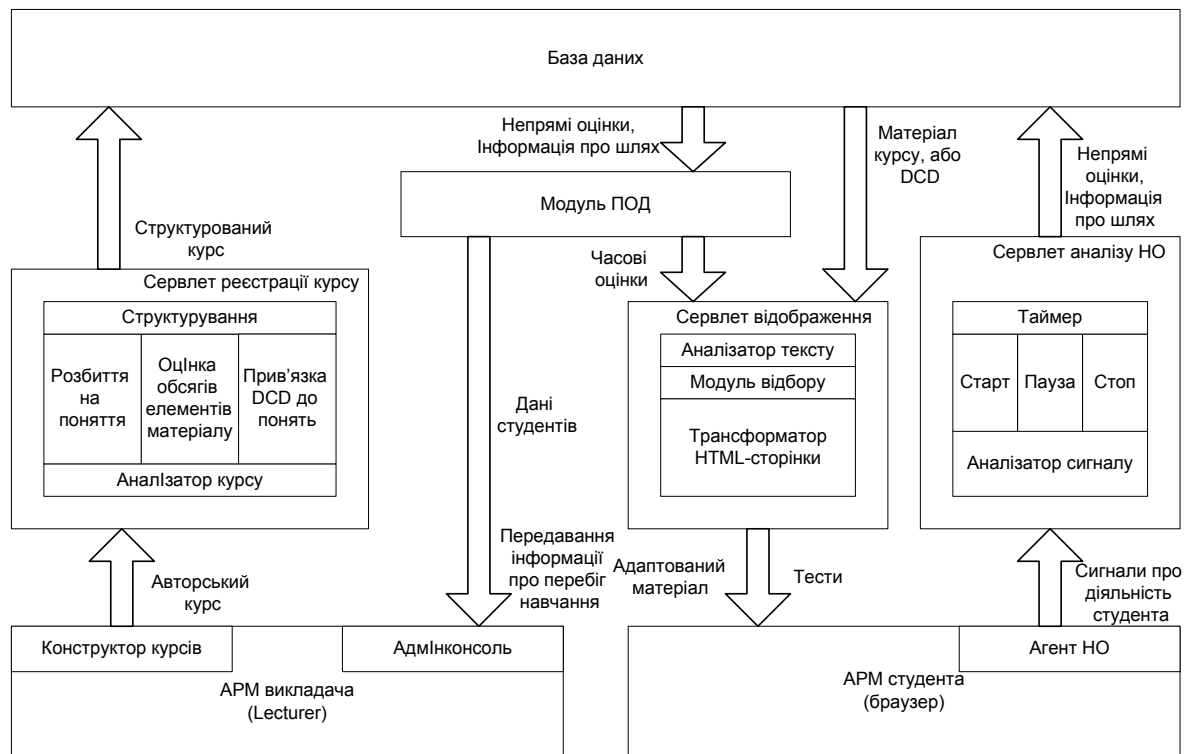 База даних
Непрямі оцінки,
Інформація про шлях
Матеріал
курсу, або
DCD
Непрямі
оцінки,
Інформація
про шлях
Модуль ПОД
Структурований
курс
Часові
оцінки
Сервлет реєстрації курсу
Структурування
Розбиття
на
поняття
ОцІнка
обсягів
елементів
матеріалу
Прив’язка
DCD до
понять
АналІзатор курсу
Дані
студентів
Сервлет відображення
Аналізатор тексту
Модуль відбору
Трансформатор
HTML-сторінки
Сервлет аналізу НО
Таймер
Старт
Пауза
Стоп
Аналізатор сигналу
Авторський
курс
Передавання
інформації
про перебіг
навчання
Адаптований
матеріал
Тести
Сигнали про
діяльність
студента
Конструктор курсів
АдмІнконсоль
АРМ викладача
(Lecturer)
Агент НО
АРМ студента
(браузер)